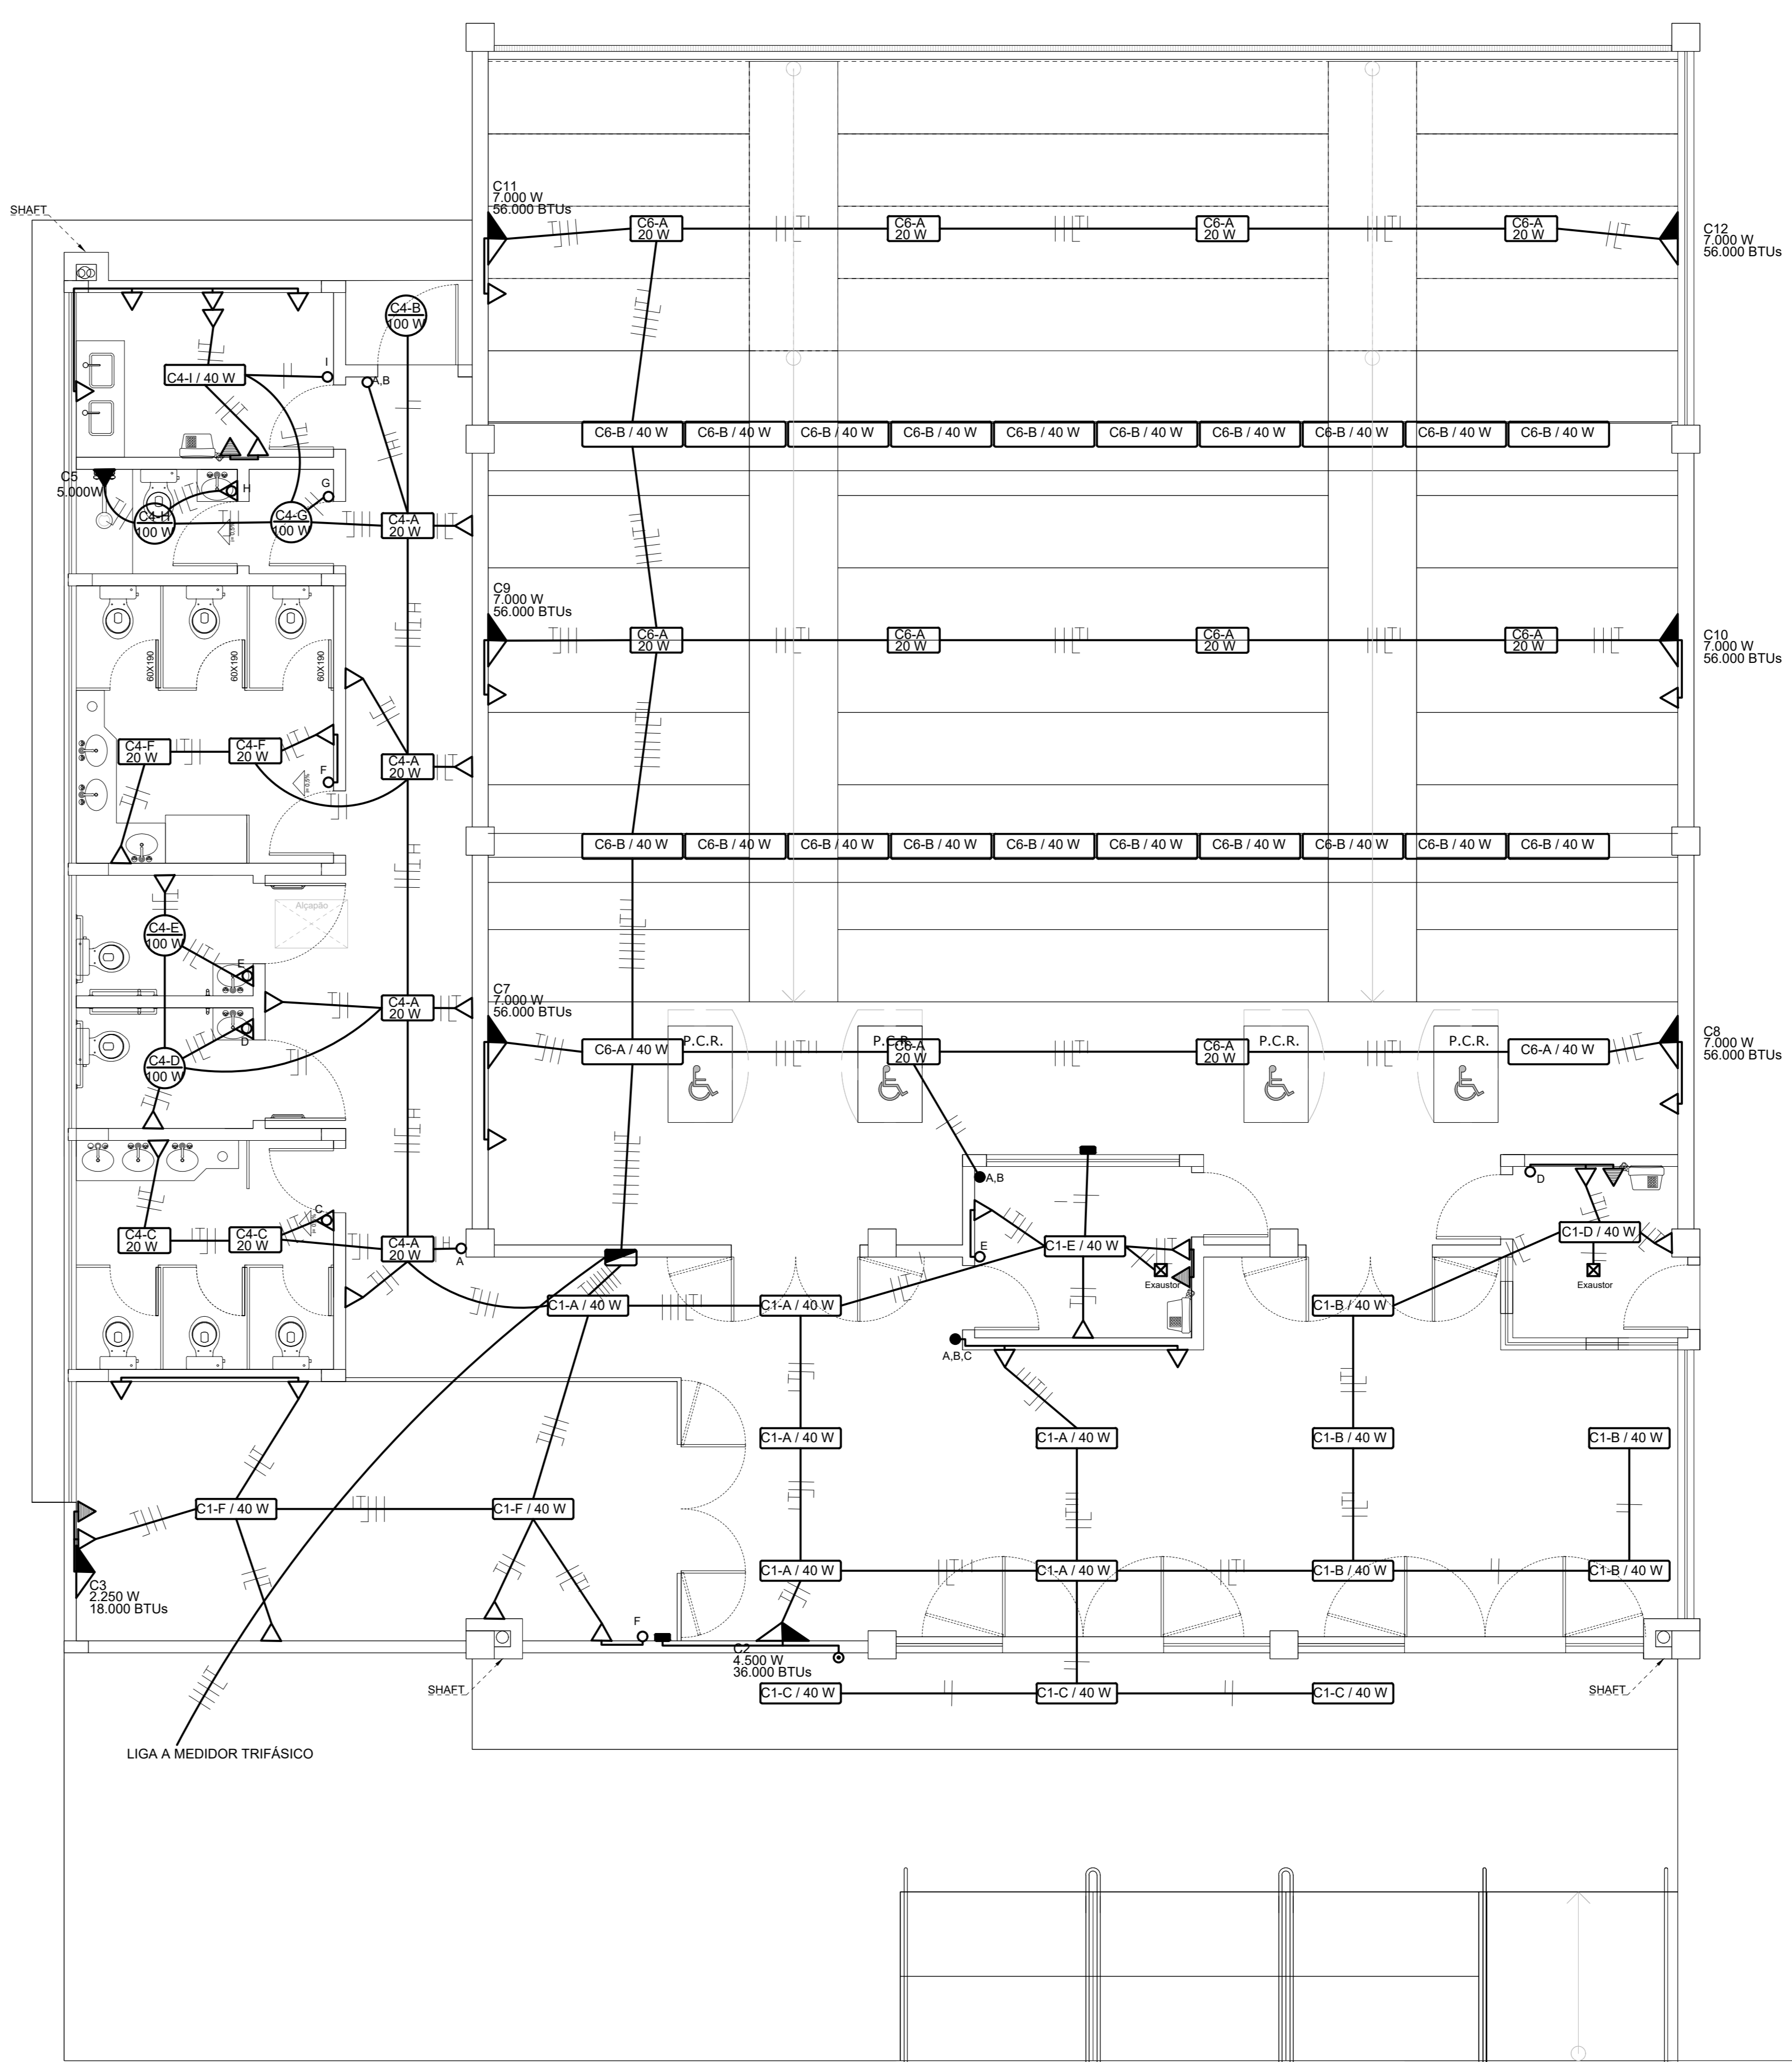 C11
7.000 W
56.000 BTUs
SHAFT
C6-A
20 W
C6-A
20 W
C6-A
20 W
C6-A
20 W
C12
7.000 W
56.000 BTUs
C4-B
100 W
I
A,B
C4-I / 40 W
C6-B / 40 W
C6-B / 40 W
C6-B / 40 W
C6-B / 40 W
C6-B / 40 W
C6-B / 40 W
C6-B / 40 W
C6-B / 40 W
C6-B / 40 W
C6-B / 40 W
C5
5.000W
H
G
C4-H
100 W
C4-G
100 W
i= 0.5%
C4-A
20 W
C9
7.000 W
56.000 BTUs
C6-A
20 W
C6-A
20 W
C6-A
20 W
C6-A
20 W
C10
7.000 W
56.000 BTUs
60X190
60X190
60X190
C4-F
20 W
C4-F
20 W
F
i= 0.5%
C4-A
20 W
C6-B / 40 W
C6-B / 40 W
C6-B / 40 W
C6-B / 40 W
C6-B / 40 W
C6-B / 40 W
C6-B / 40 W
C6-B / 40 W
C6-B / 40 W
C6-B / 40 W
Alçapão
C4-E
100 W
E
C4-A
20 W
C7
7.000 W
56.000 BTUs
D
C4-D
100 W
C6-A / 40 W
P.C.R.
P.C.R.
C6-A
20 W
C6-A
20 W
P.C.R.
P.C.R.
C6-A / 40 W
C8
7.000 W
56.000 BTUs
A,B
D
C
C4-C
20 W
C4-C
20 W
C4-A
20 W
A
E
C1-E / 40 W
Exaustor
C1-D / 40 W
Exaustor
C1-A / 40 W
C1-A / 40 W
C1-B / 40 W
A,B,C
C1-A / 40 W
C1-A / 40 W
C1-B / 40 W
C1-B / 40 W
C1-F / 40 W
C1-F / 40 W
C1-A / 40 W
C1-A / 40 W
C1-B / 40 W
C1-B / 40 W
C3
2.250 W
18.000 BTUs
F
C2
4.500 W
36.000 BTUs
SHAFT
C1-C / 40 W
C1-C / 40 W
C1-C / 40 W
SHAFT
LIGA A MEDIDOR TRIFÁSICO